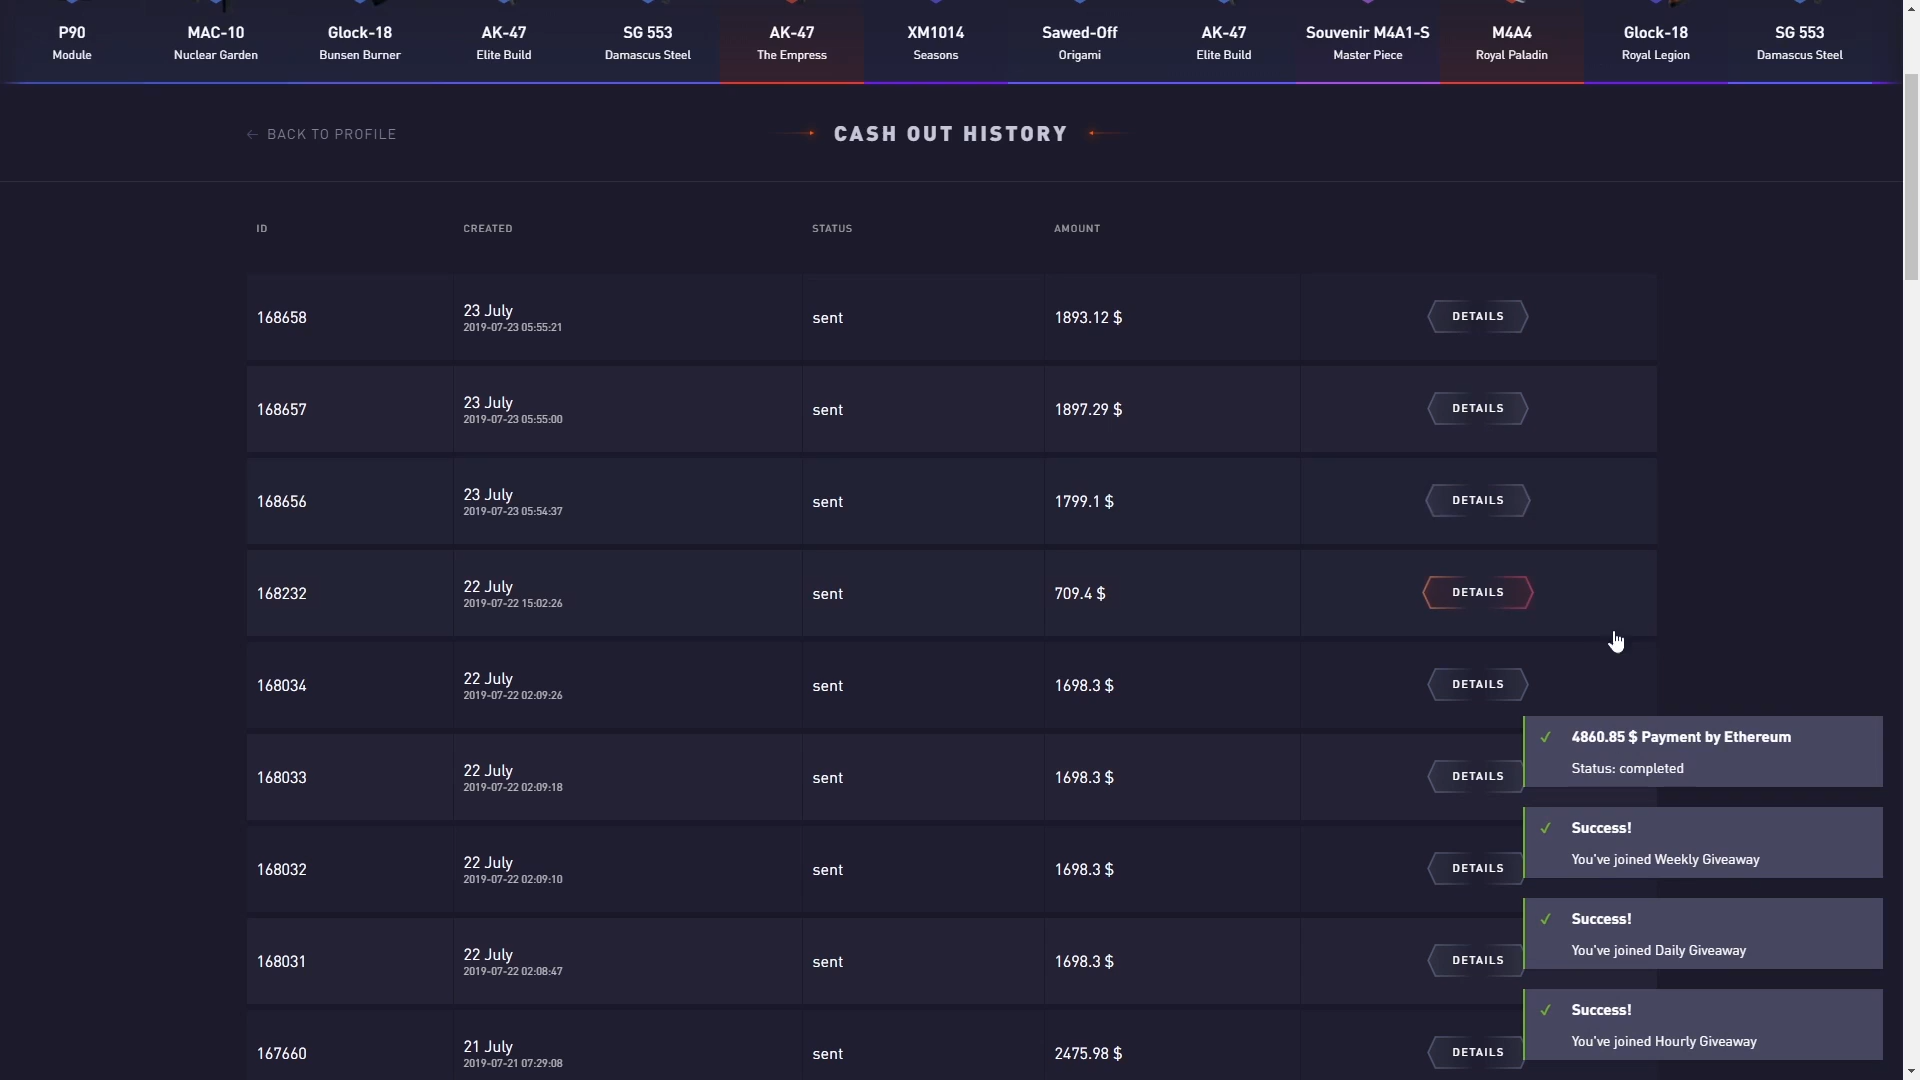 P90 MAC-10 Glock-18 AK-47 SG 553 AK-47 XM1014 Sawed-Off AK-47 Souvenir M4A1-S M4A4 Glock-18 SG 553
Module Nuclear Garden Bunsen Burner Elite Build Damascus Steel The Empress Seasons Origami Elite Build Master Piece Royal Paladin Royal Legion Damascus Steel
← BACK TO PROFILE
CASH OUT HISTORY
ID CREATED STATUS AMOUNT
168658 23 July sent 1893.12 $ DETAILS
2019-07-23 05:55:21
168657 23 July sent 1897.29 $ DETAILS
2019-07-23 05:55:00
168656 23 July sent 1799.1 $ DETAILS
2019-07-23 05:54:37
168232 22 July sent 709.4 $ DETAILS
2019-07-22 15:02:26
168034 22 July sent 1698.3 $ DETAILS
2019-07-22 02:09:26
168033 22 July sent 1698.3 $ DETAILS
2019-07-22 02:09:18
168032 22 July sent 1698.3 $ DETAILS
2019-07-22 02:09:10
168031 22 July sent 1698.3 $ DETAILS
2019-07-22 02:08:47
167660 21 July sent 2475.98 $ DETAILS
2019-07-21 07:29:08
4860.85 $ Payment by Ethereum
Status: completed
Success!
You've joined Weekly Giveaway
Success!
You've joined Daily Giveaway
Success!
You've joined Hourly Giveaway